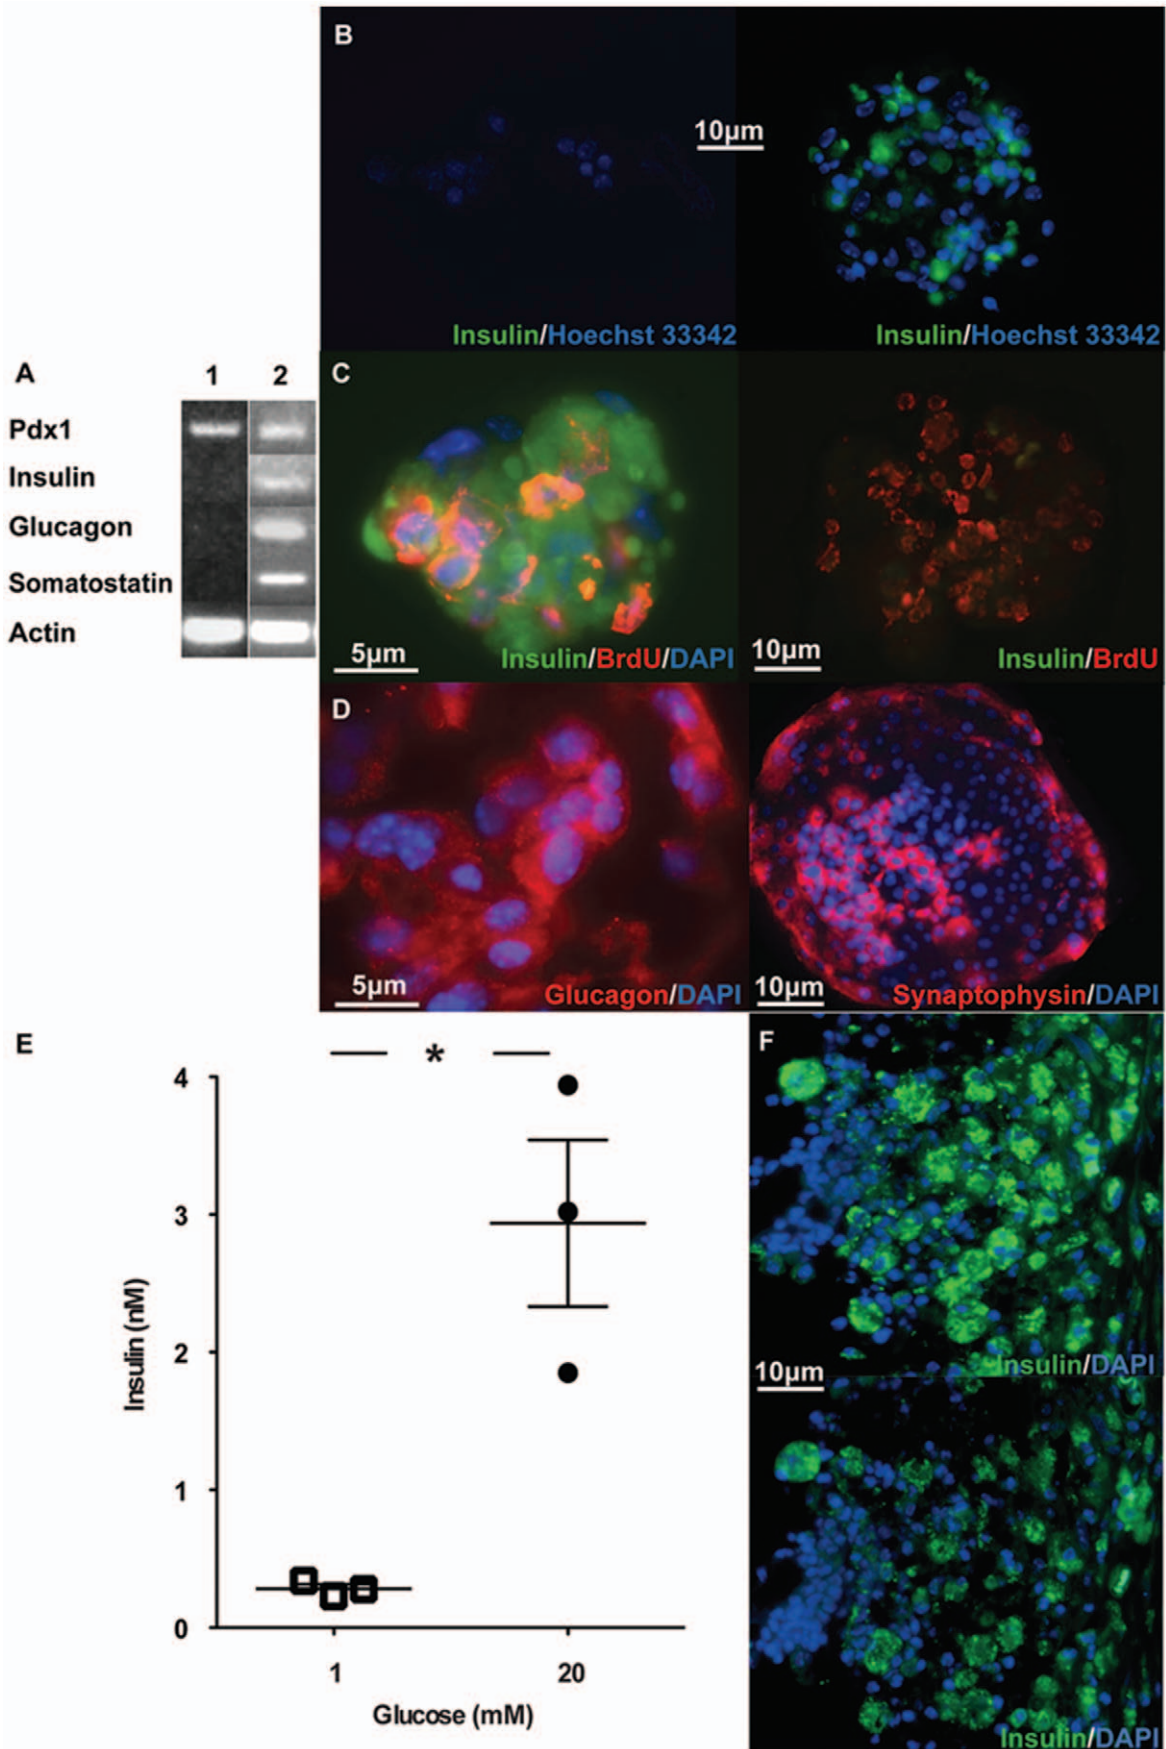 B
10µm
Insulin/Hoechst 33342
Insulin/Hoechst 33342
A
1 2
Pdx1
Insulin
Glucagon
Somatostatin
Actin
C
5µm
Insulin/BrdU/DAPI
10µm
Insulin/BrdU
D
5µm
Glucagon/DAPI
10µm
Synaptophysin/DAPI
E
*
4
3
2
1
0
Insulin (nM)
1 20
Glucose (mM)
F
Insulin/DAPI
10µm
Insulin/DAPI